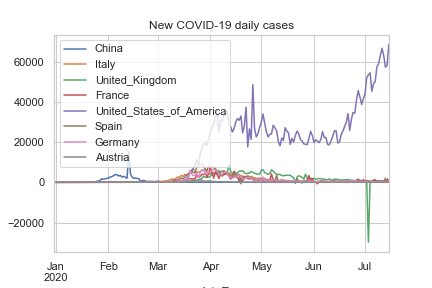 New COVID-19 daily cases
60000
40000
20000
0
−20000
China
Italy
United_Kingdom
France
United_States_of_America
Spain
Germany
Austria
Jan
2020
Feb
Mar
Apr
May
Jun
Jul